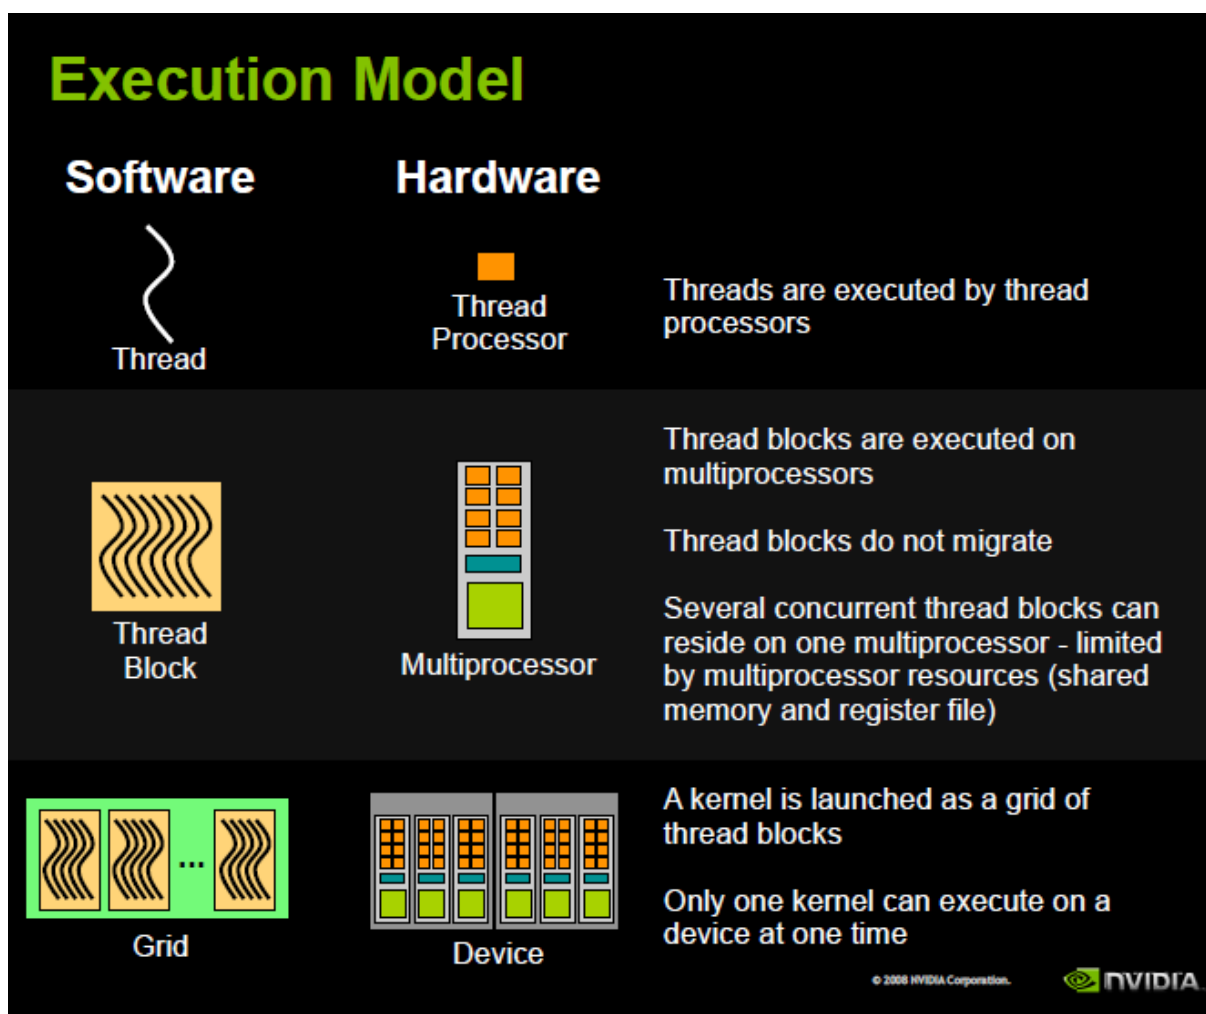 Execution Model
Software
Hardware
Thread
Thread
Processor
Threads are executed by thread
processors
Thread
Block
Multiprocessor
Thread blocks are executed on
multiprocessors
Thread blocks do not migrate
Several concurrent thread blocks can
reside on one multiprocessor - limited
by multiprocessor resources (shared
memory and register file)
...
Grid
Device
A kernel is launched as a grid of
thread blocks
Only one kernel can execute on a
device at one time
© 2008 NVIDIA Corporation.
NVIDIA.